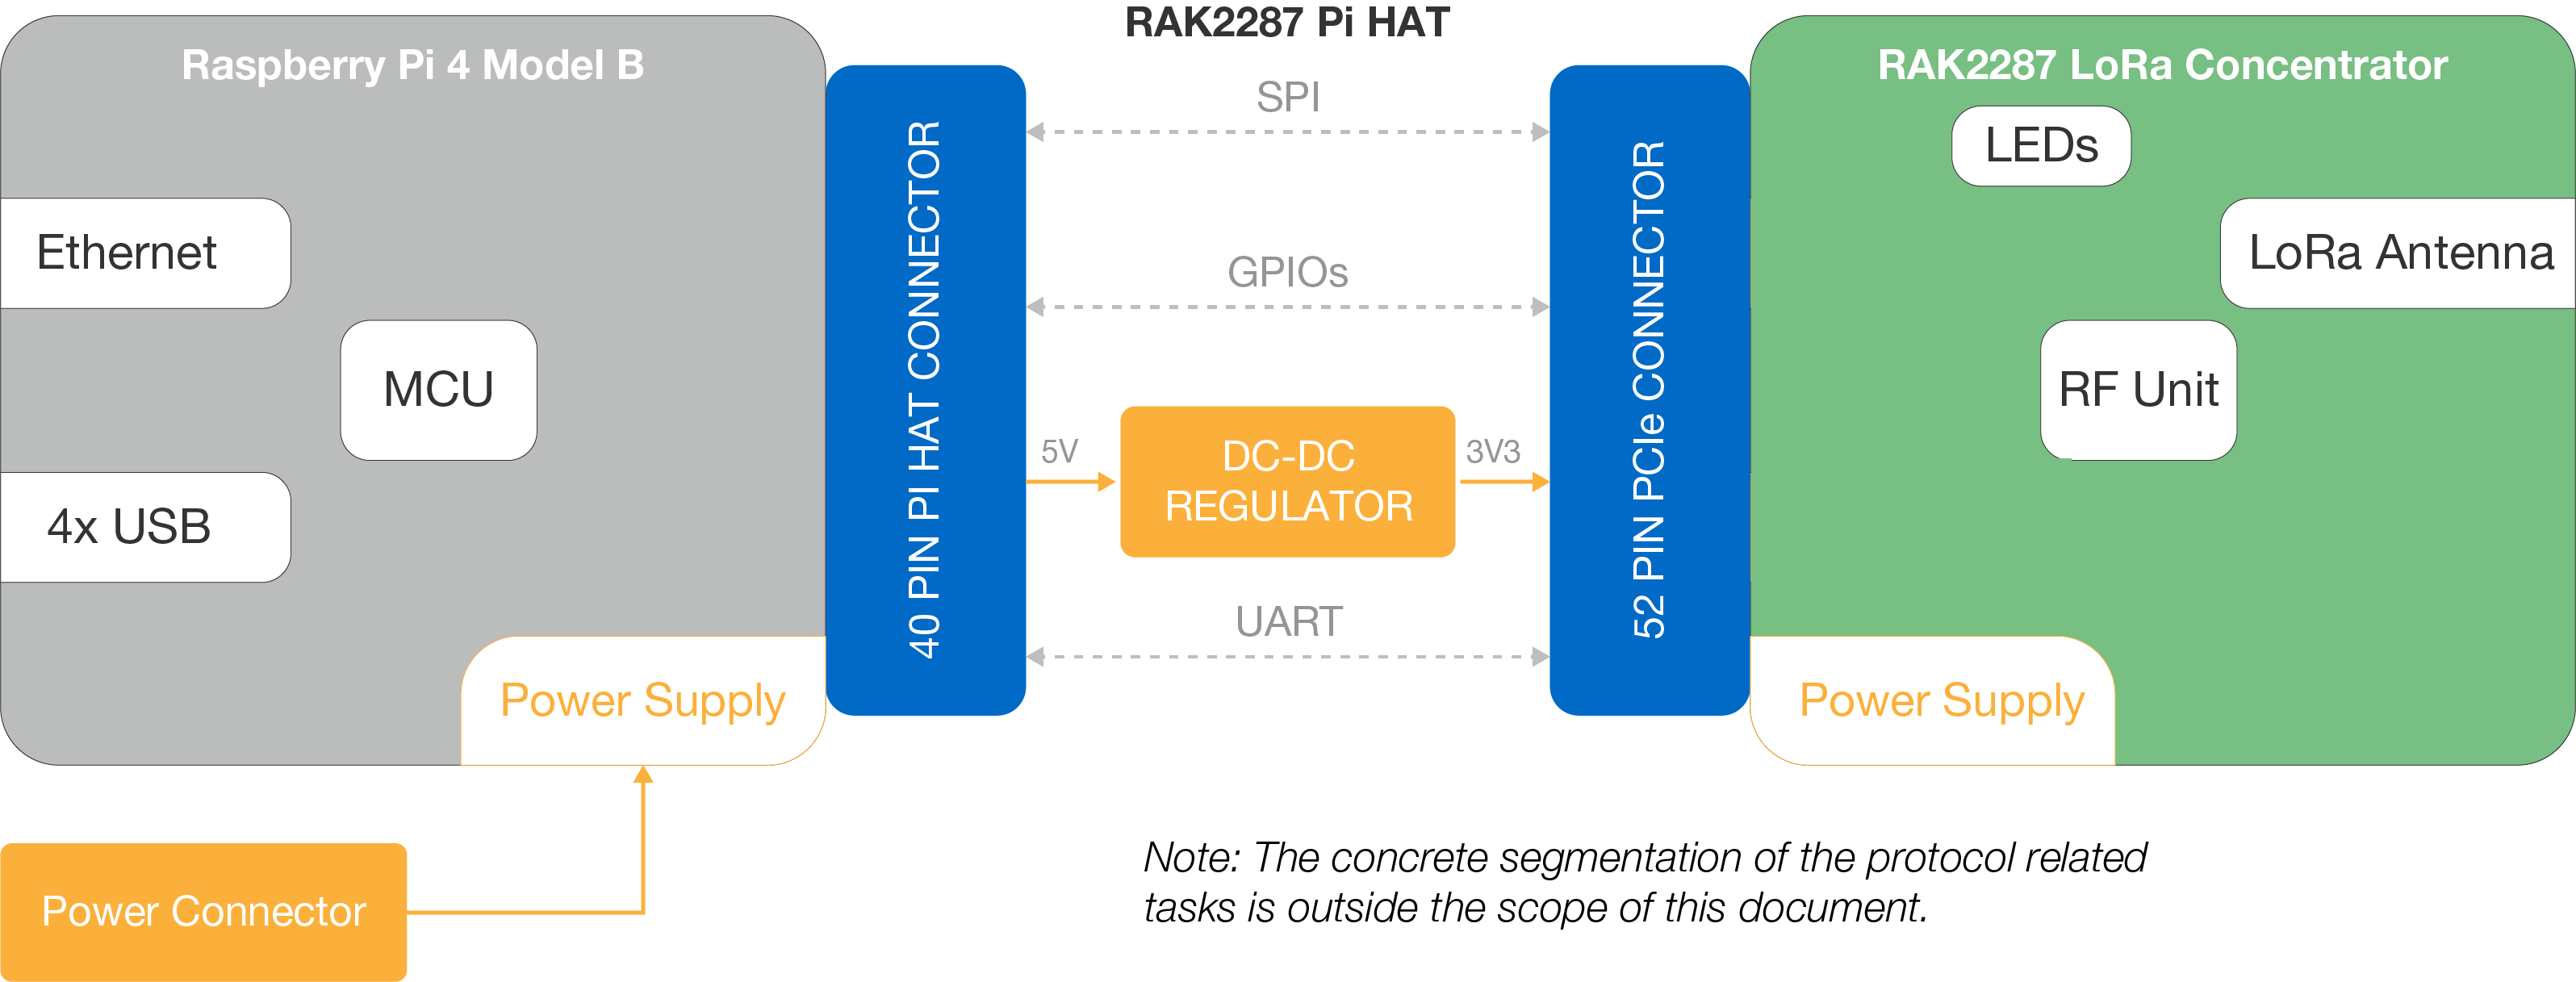 RAK2287 Pi HAT
Raspberry Pi 4 Model B
Ethernet
MCU
4x USB
Power Supply
Power Connector
40 PIN PI HAT CONNECTOR
SPI
GPIOs
5V
DC-DC
REGULATOR
3V3
UART
52 PIN PCIe CONNECTOR
RAK2287 LoRa Concentrator
LEDs
LoRa Antenna
RF Unit
Power Supply
Note: The concrete segmentation of the protocol related
tasks is outside the scope of this document.